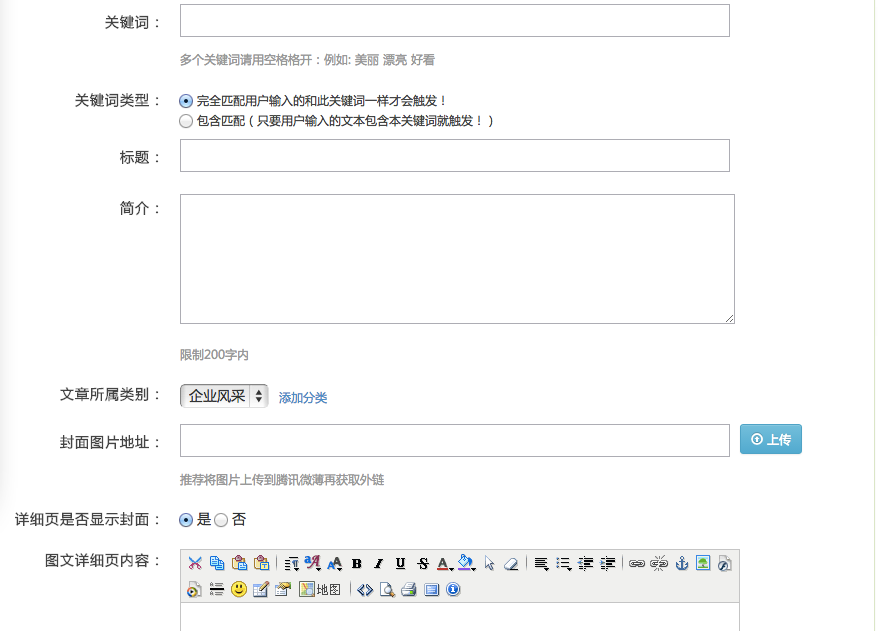 关键词：
多个关键词请用空格格开：例如: 美丽 漂亮 好看
关键词类型： 完全匹配用户输入的和此关键词一样才会触发！
包含匹配（只要用户输入的文本包含本关键词就触发！）
标题：
简介：
限制200字内
文章所属类别： 企业风采 添加分类
封面图片地址： 上传
推荐将图片上传到腾讯微薄再获取外链
详细页是否显示封面： 是 否
图文详细页内容：
地图